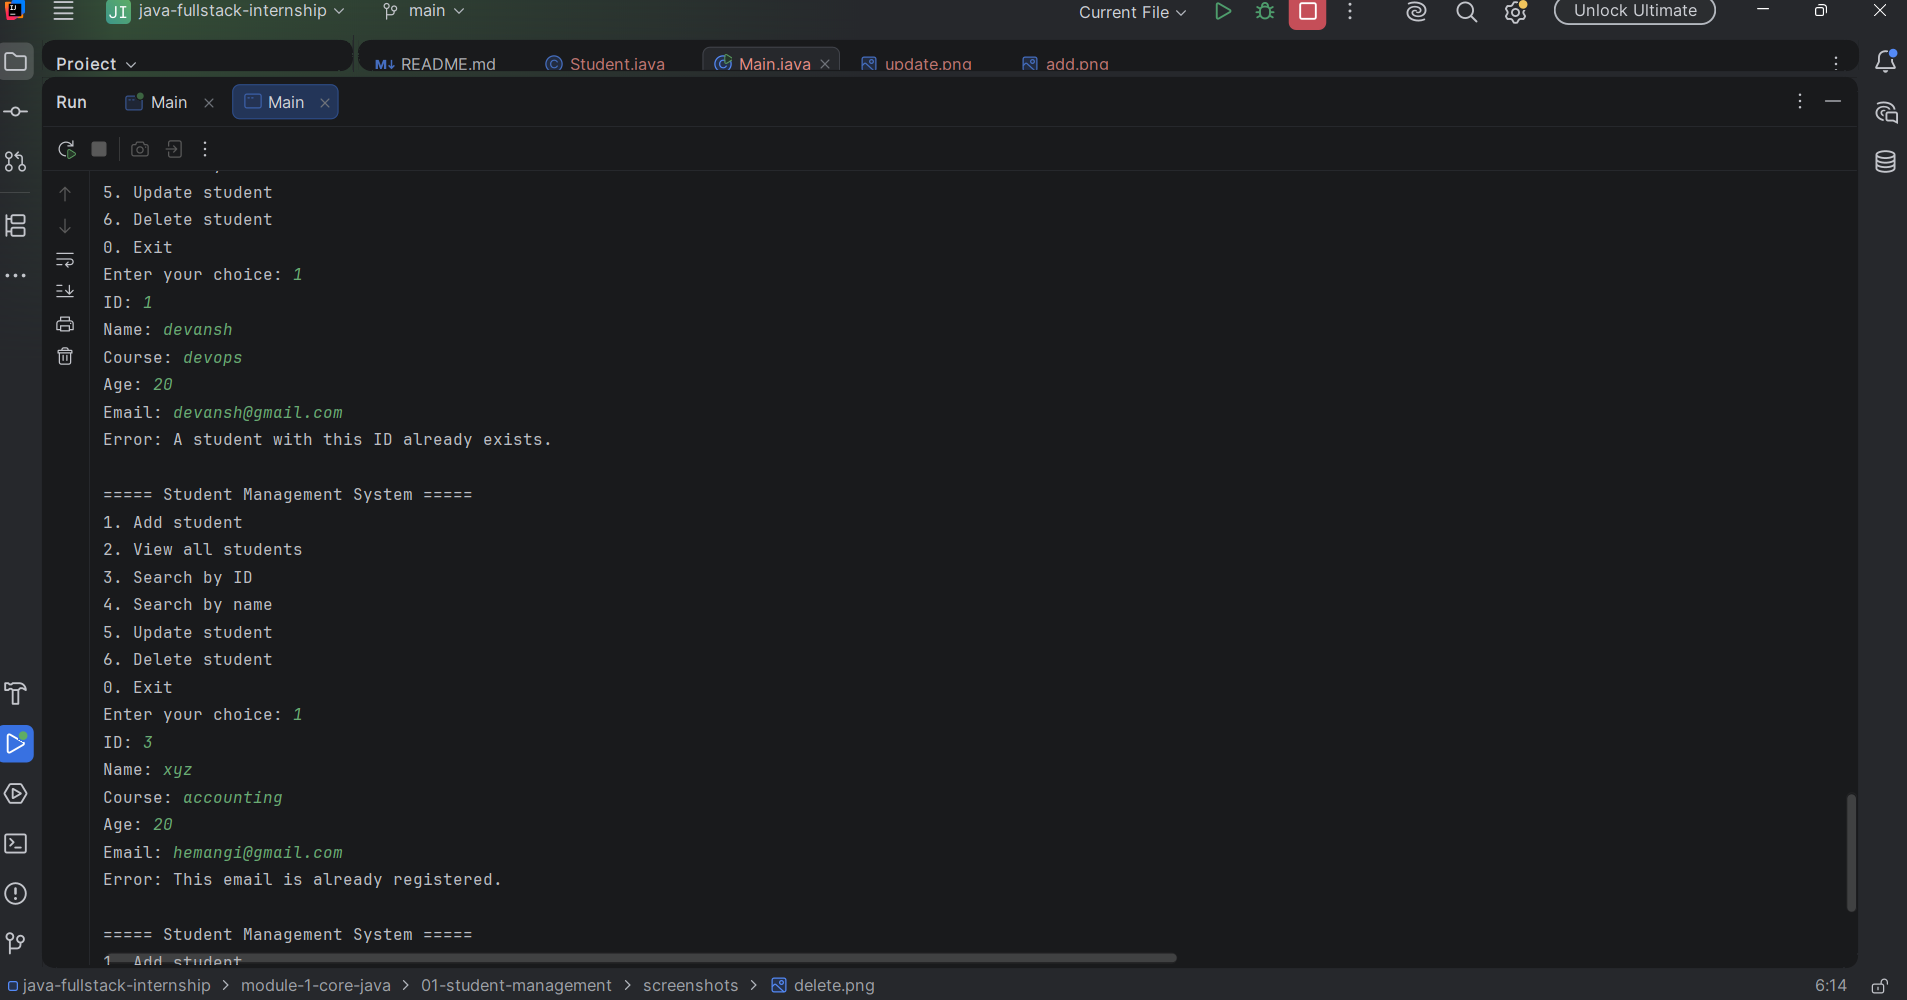 JI java-fullstack-internship main Current File Unlock Ultimate
Project README.md Student.java Main.java update.png add.png
Run Main Main
5. Update student
6. Delete student
0. Exit
Enter your choice: 1
ID: 1
Name: devansh
Course: devops
Age: 20
Email: devansh@gmail.com
Error: A student with this ID already exists.
===== Student Management System =====
1. Add student
2. View all students
3. Search by ID
4. Search by name
5. Update student
6. Delete student
0. Exit
Enter your choice: 1
ID: 3
Name: xyz
Course: accounting
Age: 20
Email: hemangi@gmail.com
Error: This email is already registered.
===== Student Management System =====
1. Add student
java-fullstack-internship > module-1-core-java > 01-student-management > screenshots > delete.png 6:14